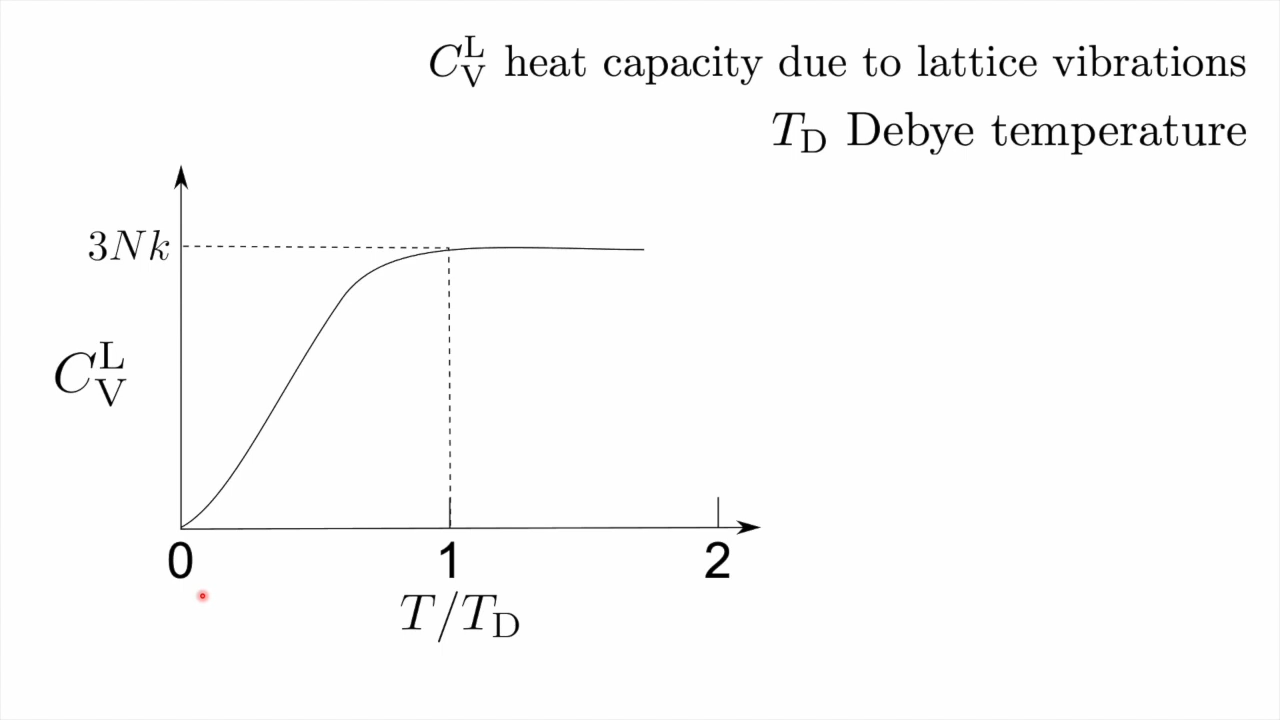 C_V^L heat capacity due to lattice vibrations
T_D Debye temperature
3Nk
C_V^L
0 1 2
T/T_D